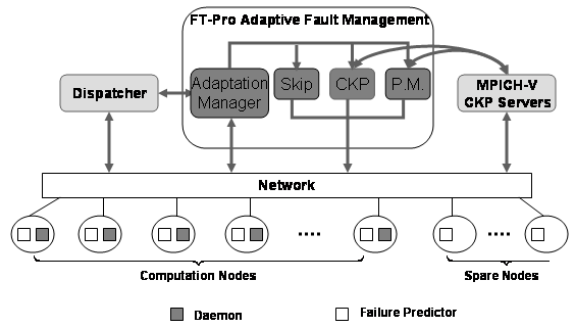 FT-Pro Adaptive Fault Management
Dispatcher
Adaptation
Manager
Skip
CKP
P.M.
MPICH-V
CKP Servers
Network
....
....
Computation Nodes
Spare Nodes
Daemon
Failure Predictor